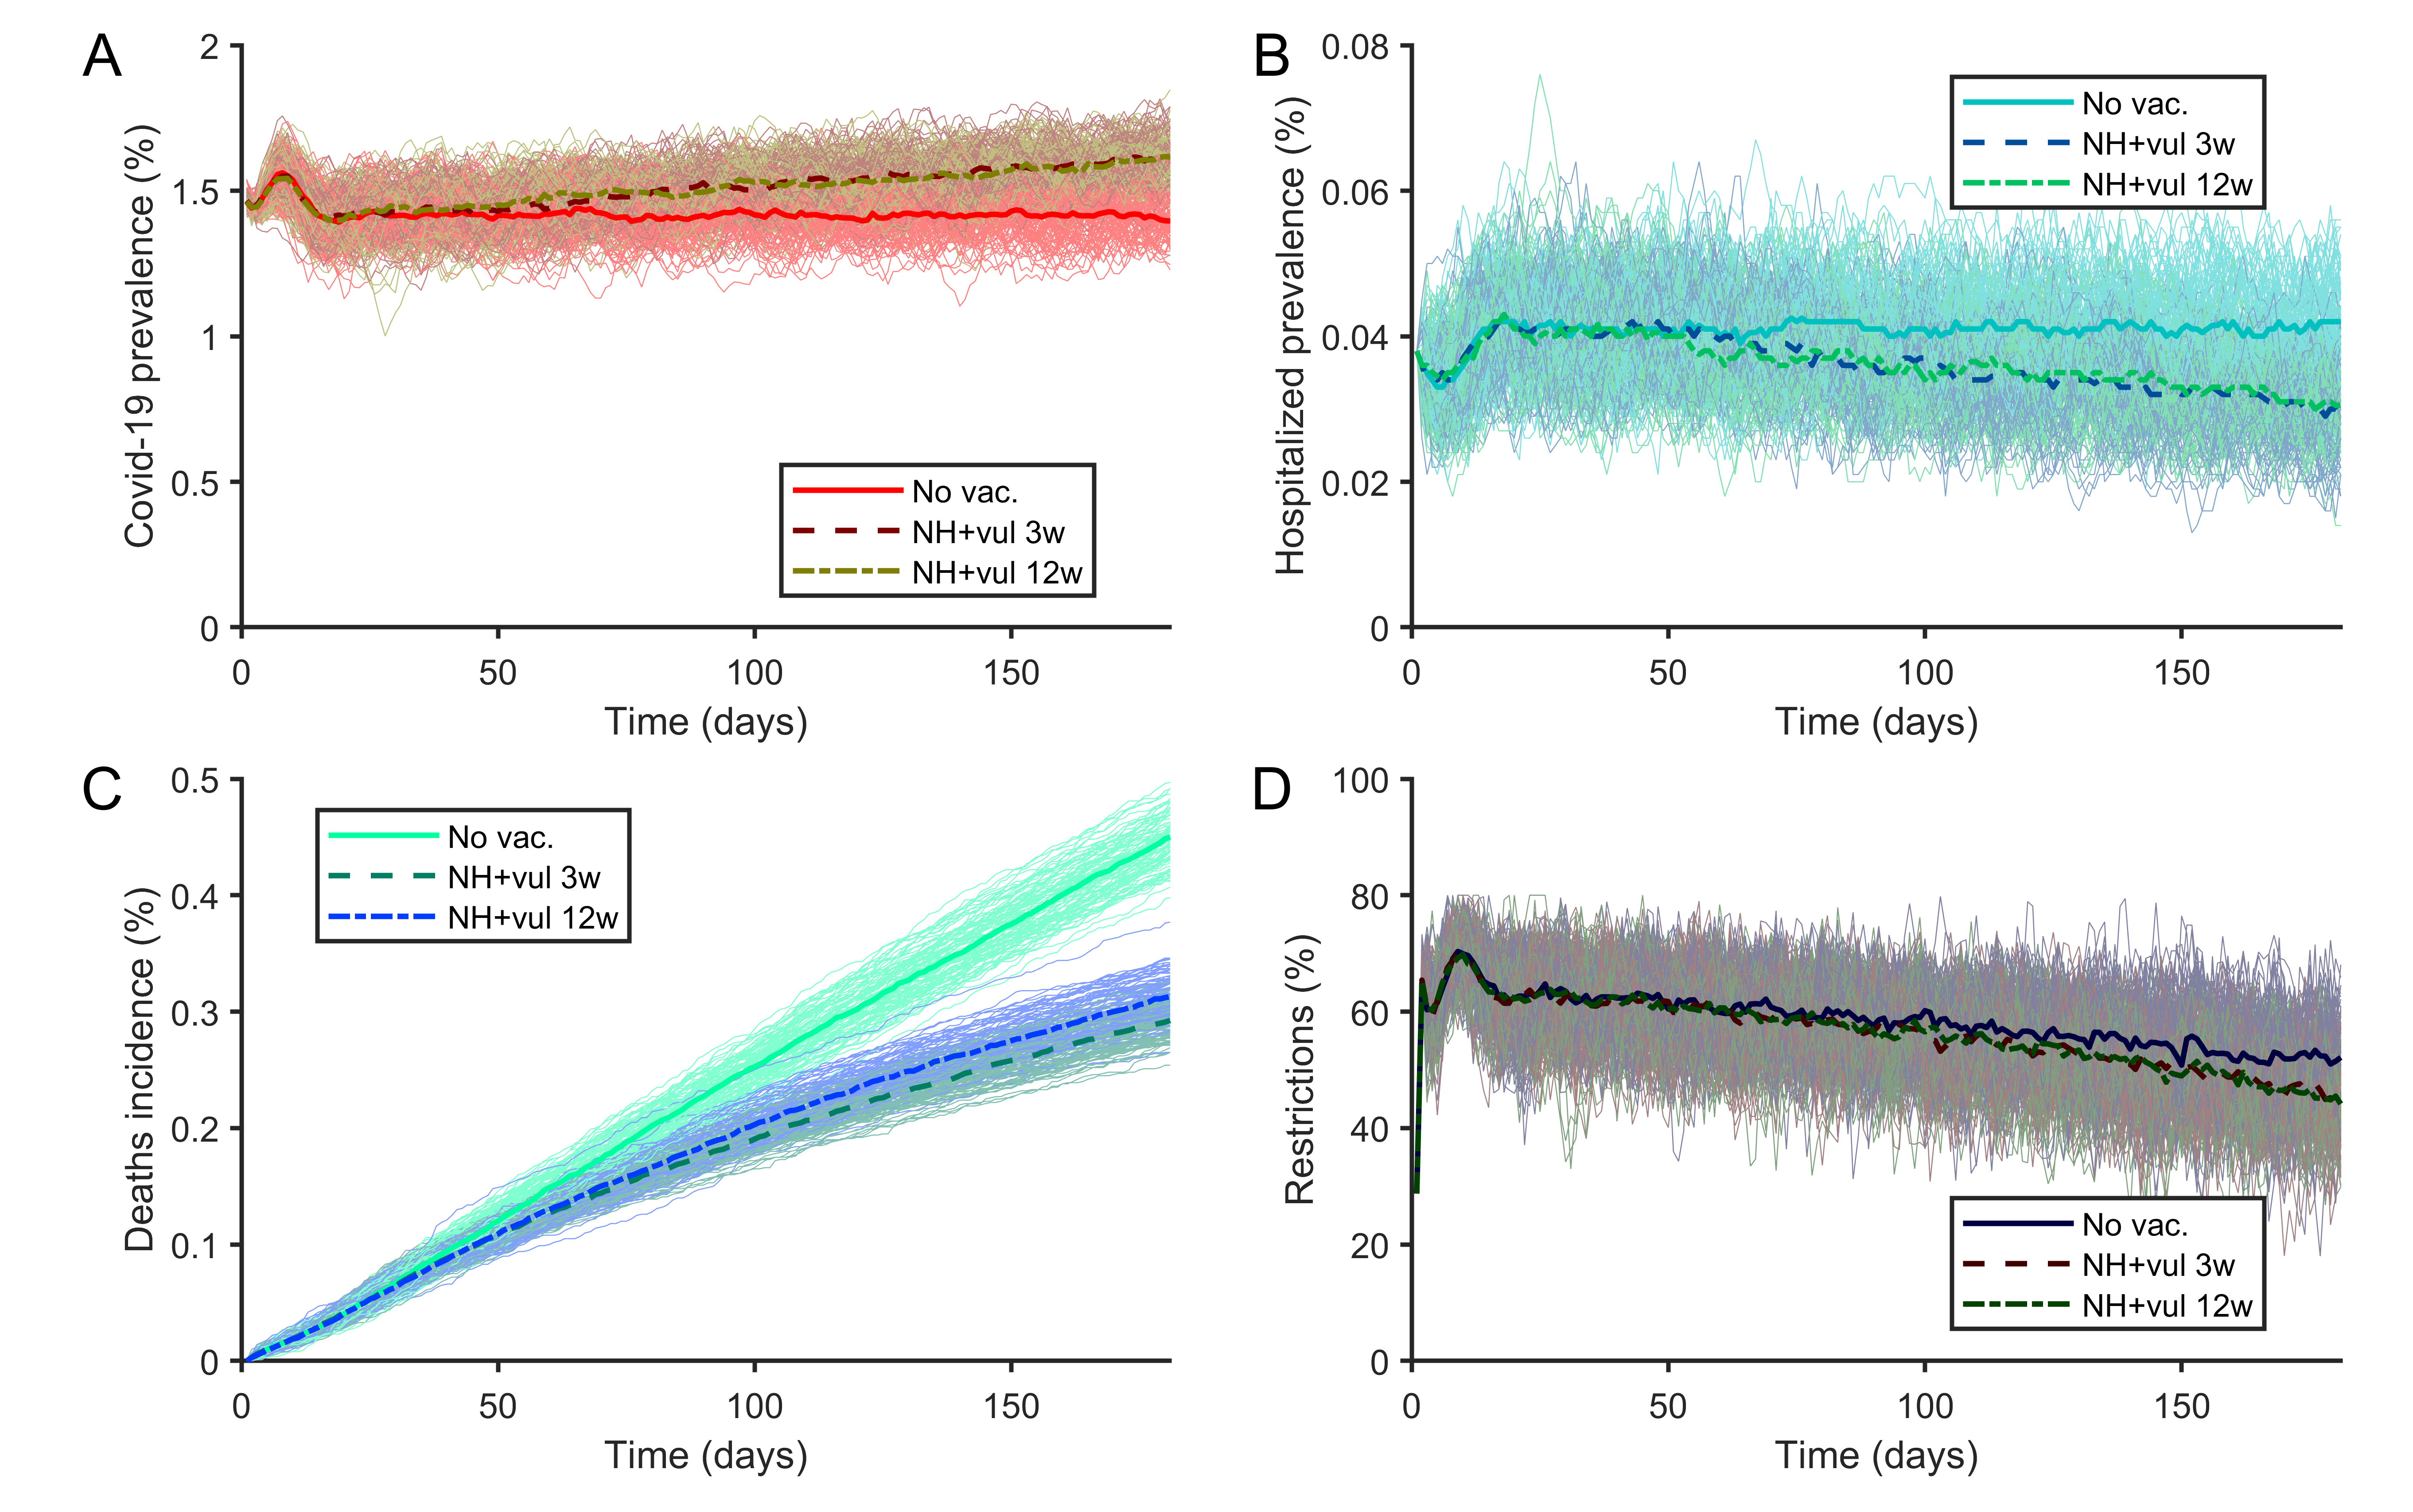 A
Covid-19 prevalence (%)
2
1.5
1
0.5
0
No vac.
NH+vul 3w
NH+vul 12w
0 50 100 150
Time (days)
B
Hospitalized prevalence (%)
0.08
0.06
0.04
0.02
0
No vac.
NH+vul 3w
NH+vul 12w
0 50 100 150
Time (days)
C
Deaths incidence (%)
0.5
0.4
0.3
0.2
0.1
0
No vac.
NH+vul 3w
NH+vul 12w
0 50 100 150
Time (days)
D
Restrictions (%)
100
80
60
40
20
0
No vac.
NH+vul 3w
NH+vul 12w
0 50 100 150
Time (days)